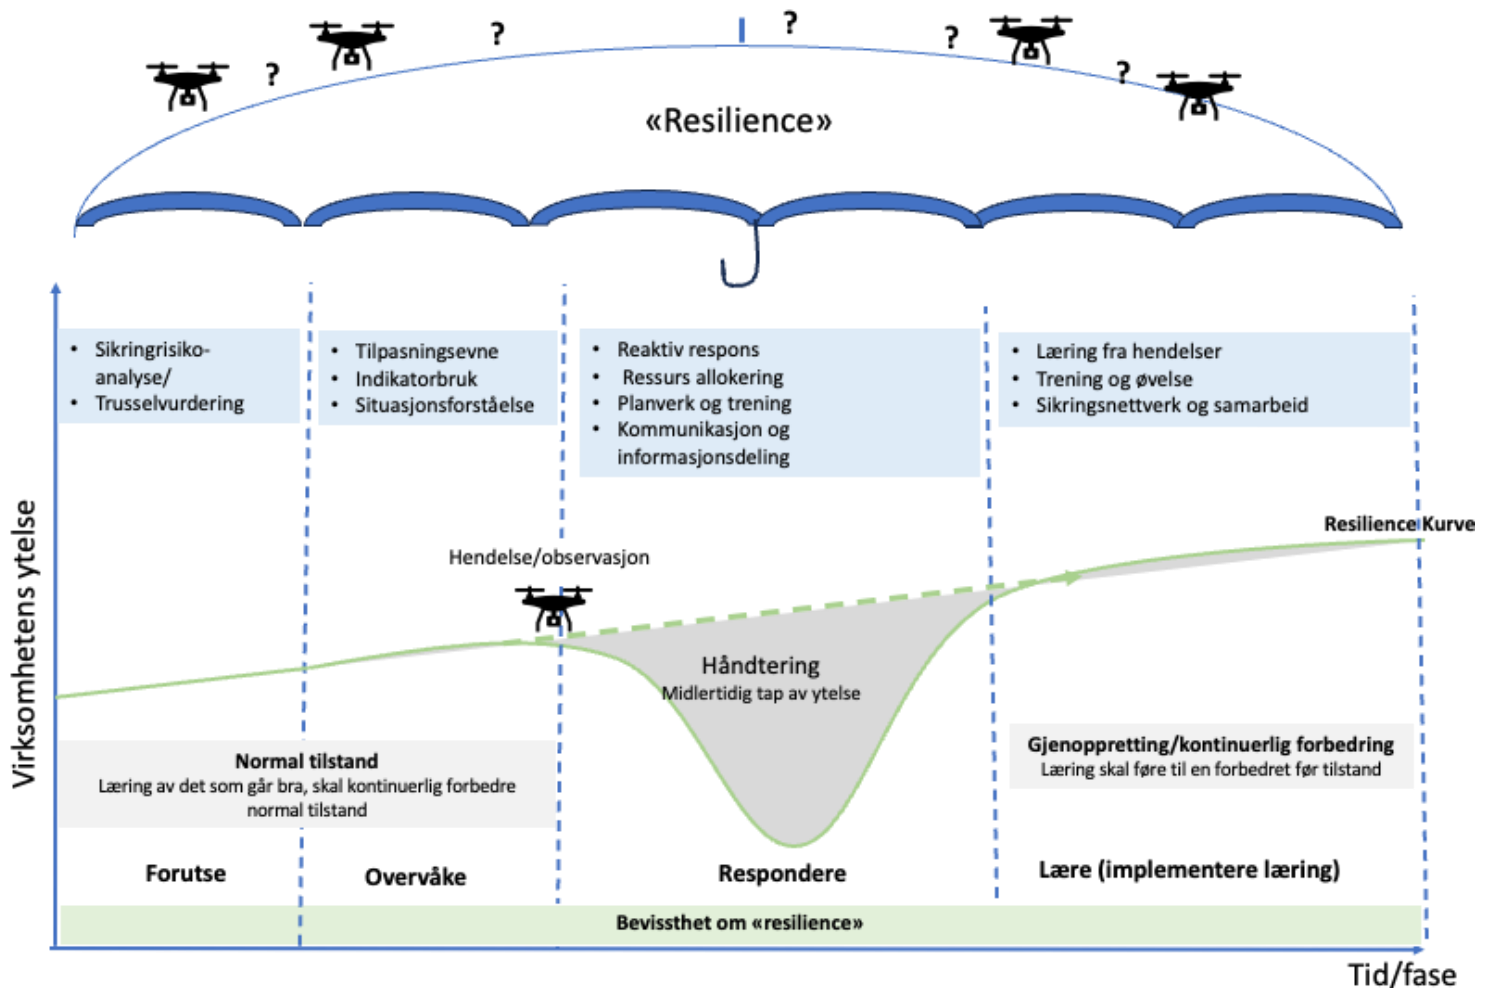 ? ? ? ? ?
«Resilience»
• Sikringrisiko-
analyse/
• Trusselvurdering
• Tilpasningsevne
• Indikatorbruk
• Situasjonsforståelse
• Reaktiv respons
• Ressurs allokering
• Planverk og trening
• Kommunikasjon og
informasjonsdeling
• Læring fra hendelser
• Trening og øvelse
• Sikringsnettverk og samarbeid
Virksomhetens ytelse
Hendelse/observasjon
Resilience Kurve
Håndtering
Midlertidig tap av ytelse
Normal tilstand
Læring av det som går bra, skal kontinuerlig forbedre
normal tilstand
Gjenoppretting/kontinuerlig forbedring
Læring skal føre til en forbedret før tilstand
Forutse
Overvåke
Respondere
Lære (implementere læring)
Bevissthet om «resilience»
Tid/fase